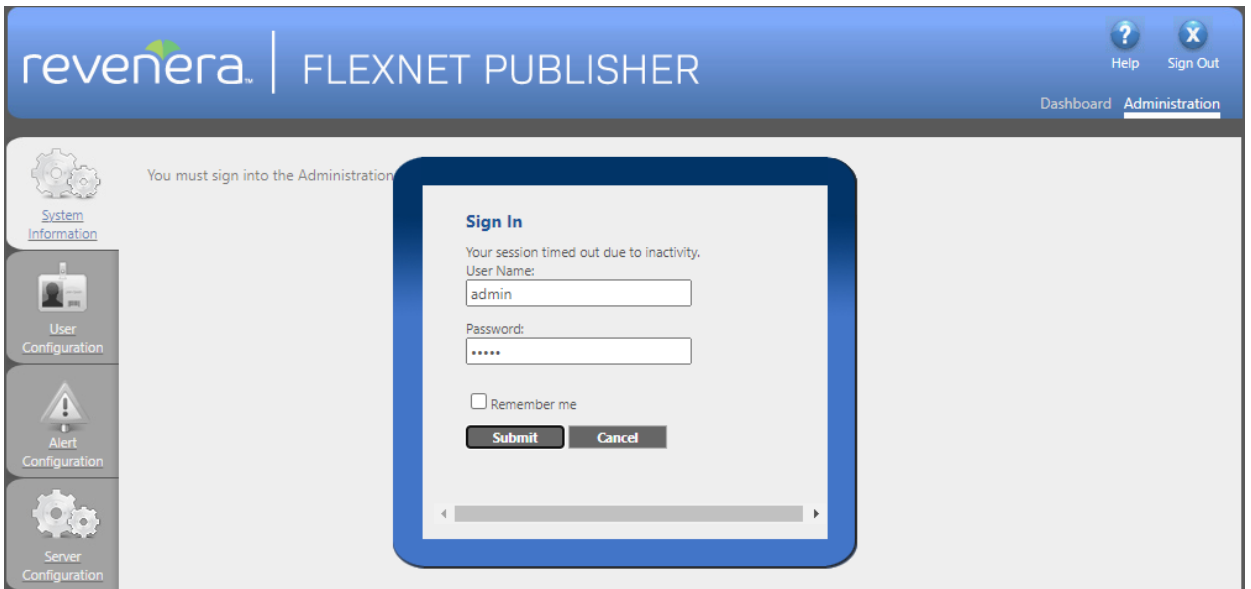 revenera™ FLEXNET PUBLISHER
? X
Help Sign Out
Dashboard Administration
You must sign into the Administration
System
Information
User
Configuration
Alert
Configuration
Server
Configuration
Sign In
Your session timed out due to inactivity.
User Name:
admin
Password:
•••••
Remember me
Submit Cancel